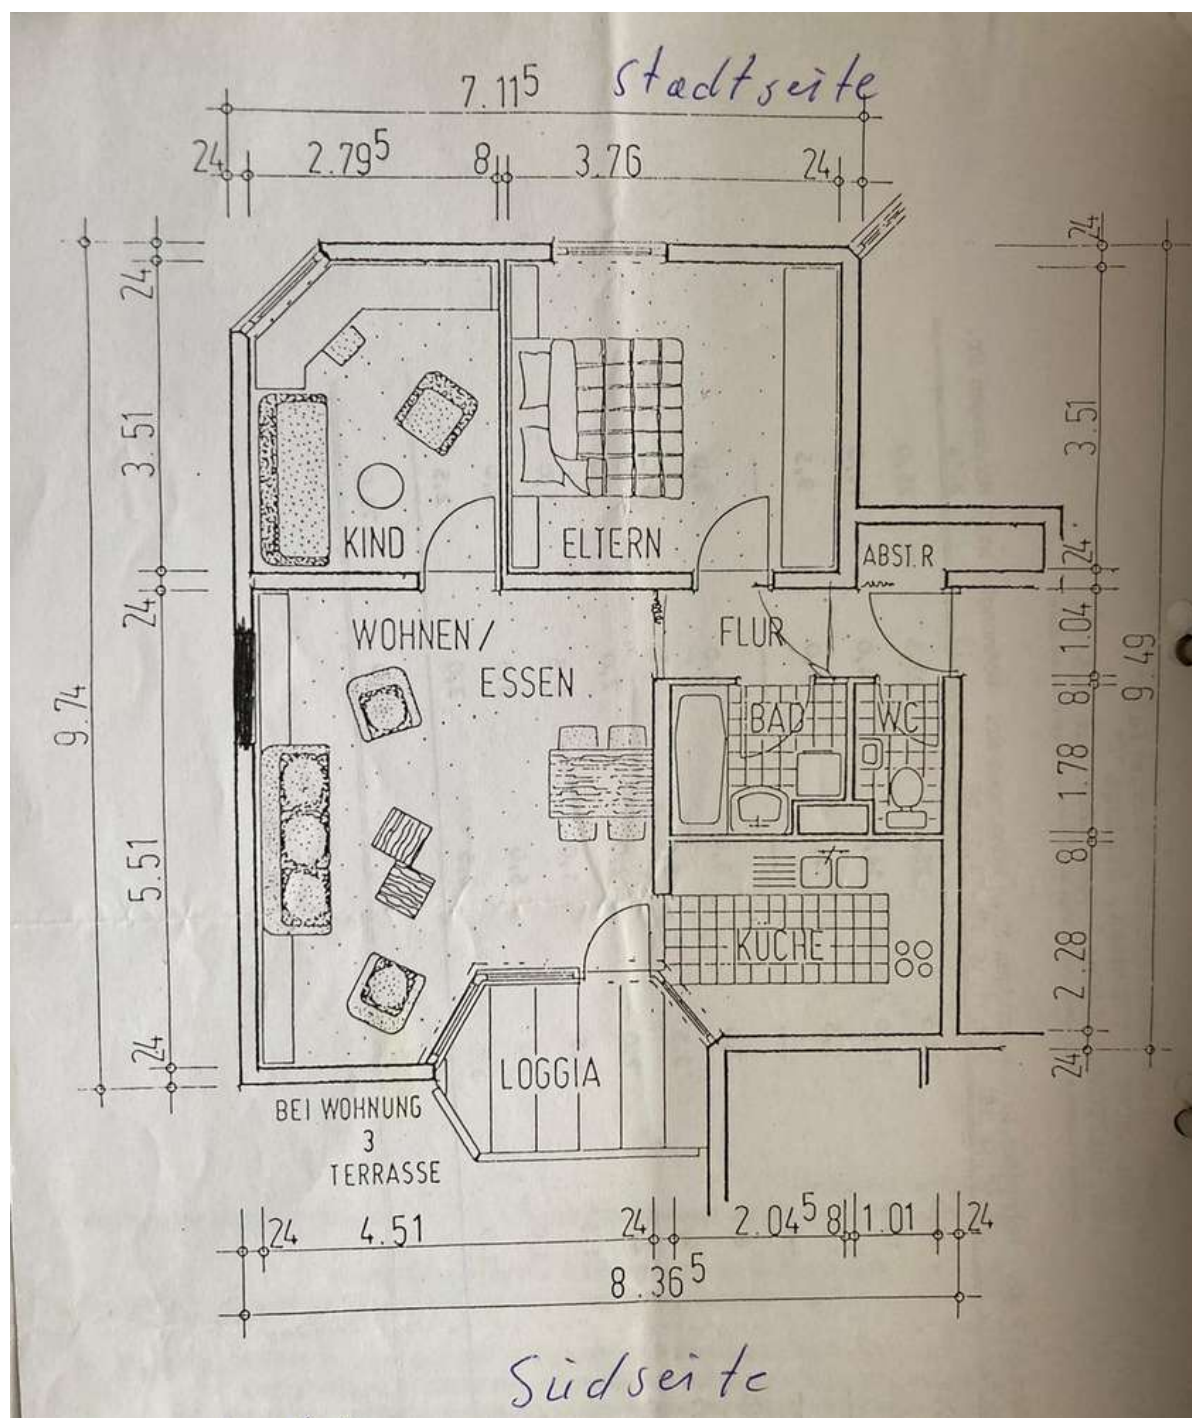 Stadtseite
7.11⁵
24 2.79⁵ 8 3.76 24
24
3.51
24
5.51
24
9.74
24
3.51
24
1.04
8
1.78
8
2.28
24
9.49
KIND
ELTERN
ABST.R
WOHNEN/
ESSEN
FLUR
BAD
WC
KÜCHE
LOGGIA
BEI WOHNUNG
3
TERRASSE
24 4.51 24 2.04⁵ 8 1.01 24
8.36⁵
Südseite